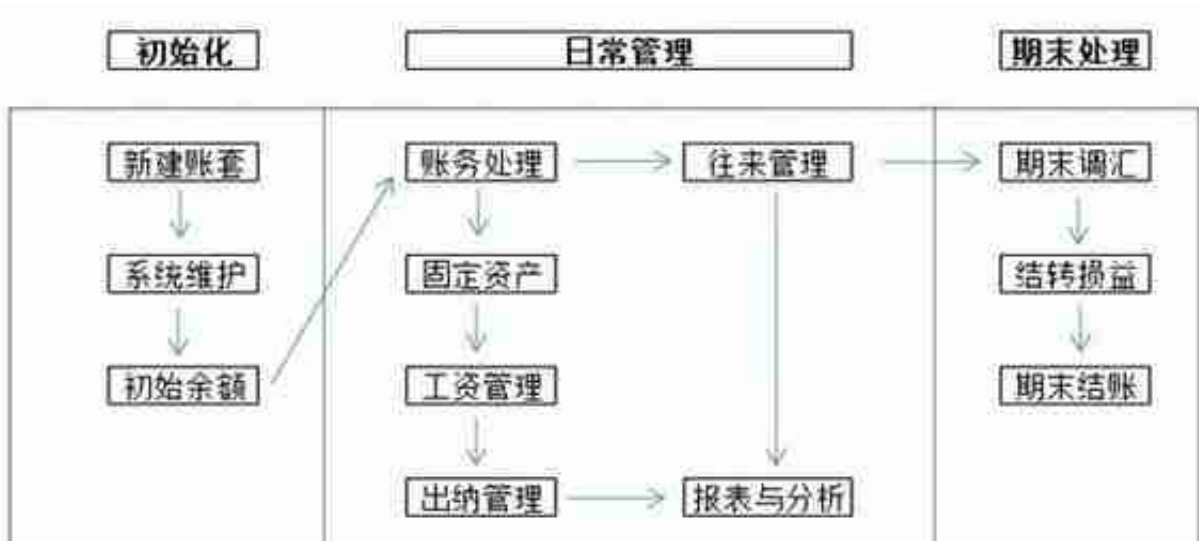 初始化
日常管理
期末处理
新建账套
账务处理
往来管理
期末调汇
系统维护
固定资产
结转损益
初始余额
工资管理
期末结账
出纳管理
报表与分析